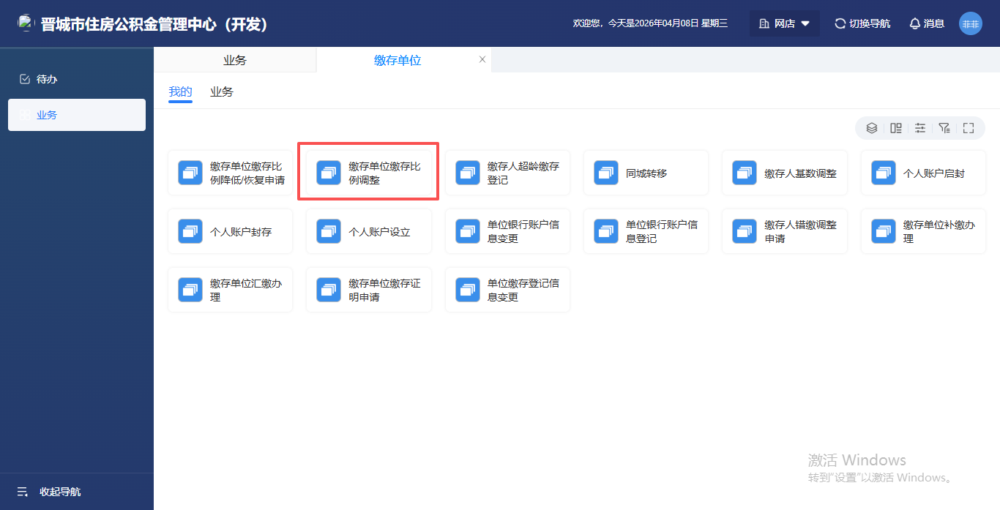 晋城市住房公积金管理中心（开发）
欢迎您，今天是2026年04月08日 星期三
网店
切换导航
消息
菲菲
待办
业务
收起导航
业务
缴存单位
我的
业务
缴存单位缴存比
例降低/恢复申请
缴存单位缴存比
例调整
缴存人超龄缴存
登记
同城转移
缴存人基数调整
个人账户启封
个人账户封存
个人账户设立
单位银行账户信
息变更
单位银行账户信
息登记
缴存人错缴调整
申请
缴存单位补缴办
理
缴存单位汇缴办
理
缴存单位缴存证
明申请
单位缴存登记信
息变更
激活 Windows
转到"设置"以激活 Windows。